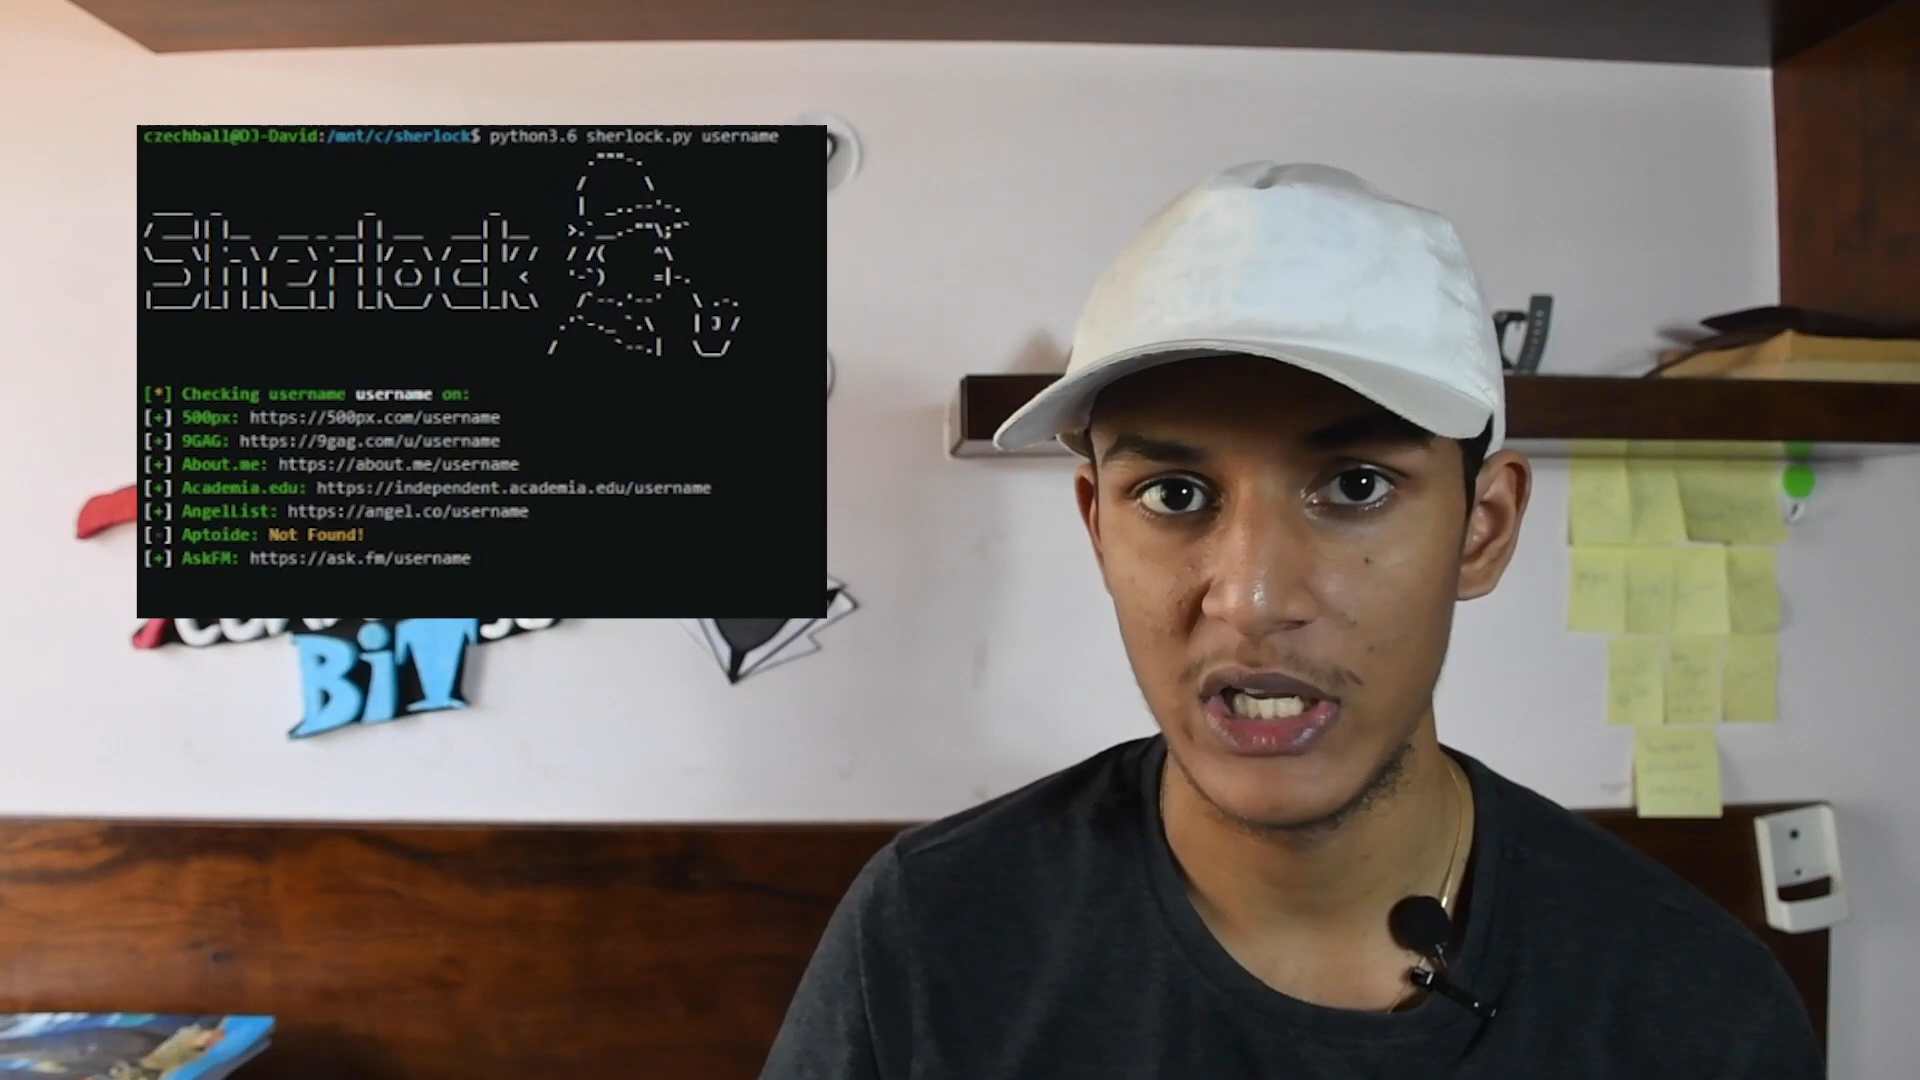 czechball@DJ-David:/mnt/c/sherlock$ python3.6 sherlock.py username
Sherlock
[*] Checking username username on:
[+] 500px: https://500px.com/username
[+] 9GAG: https://9gag.com/u/username
[+] About.me: https://about.me/username
[+] Academia.edu: https://independent.academia.edu/username
[+] AngelList: https://angel.co/username
[-] Aptoide: Not Found!
[+] AskFM: https://ask.fm/username
BiT